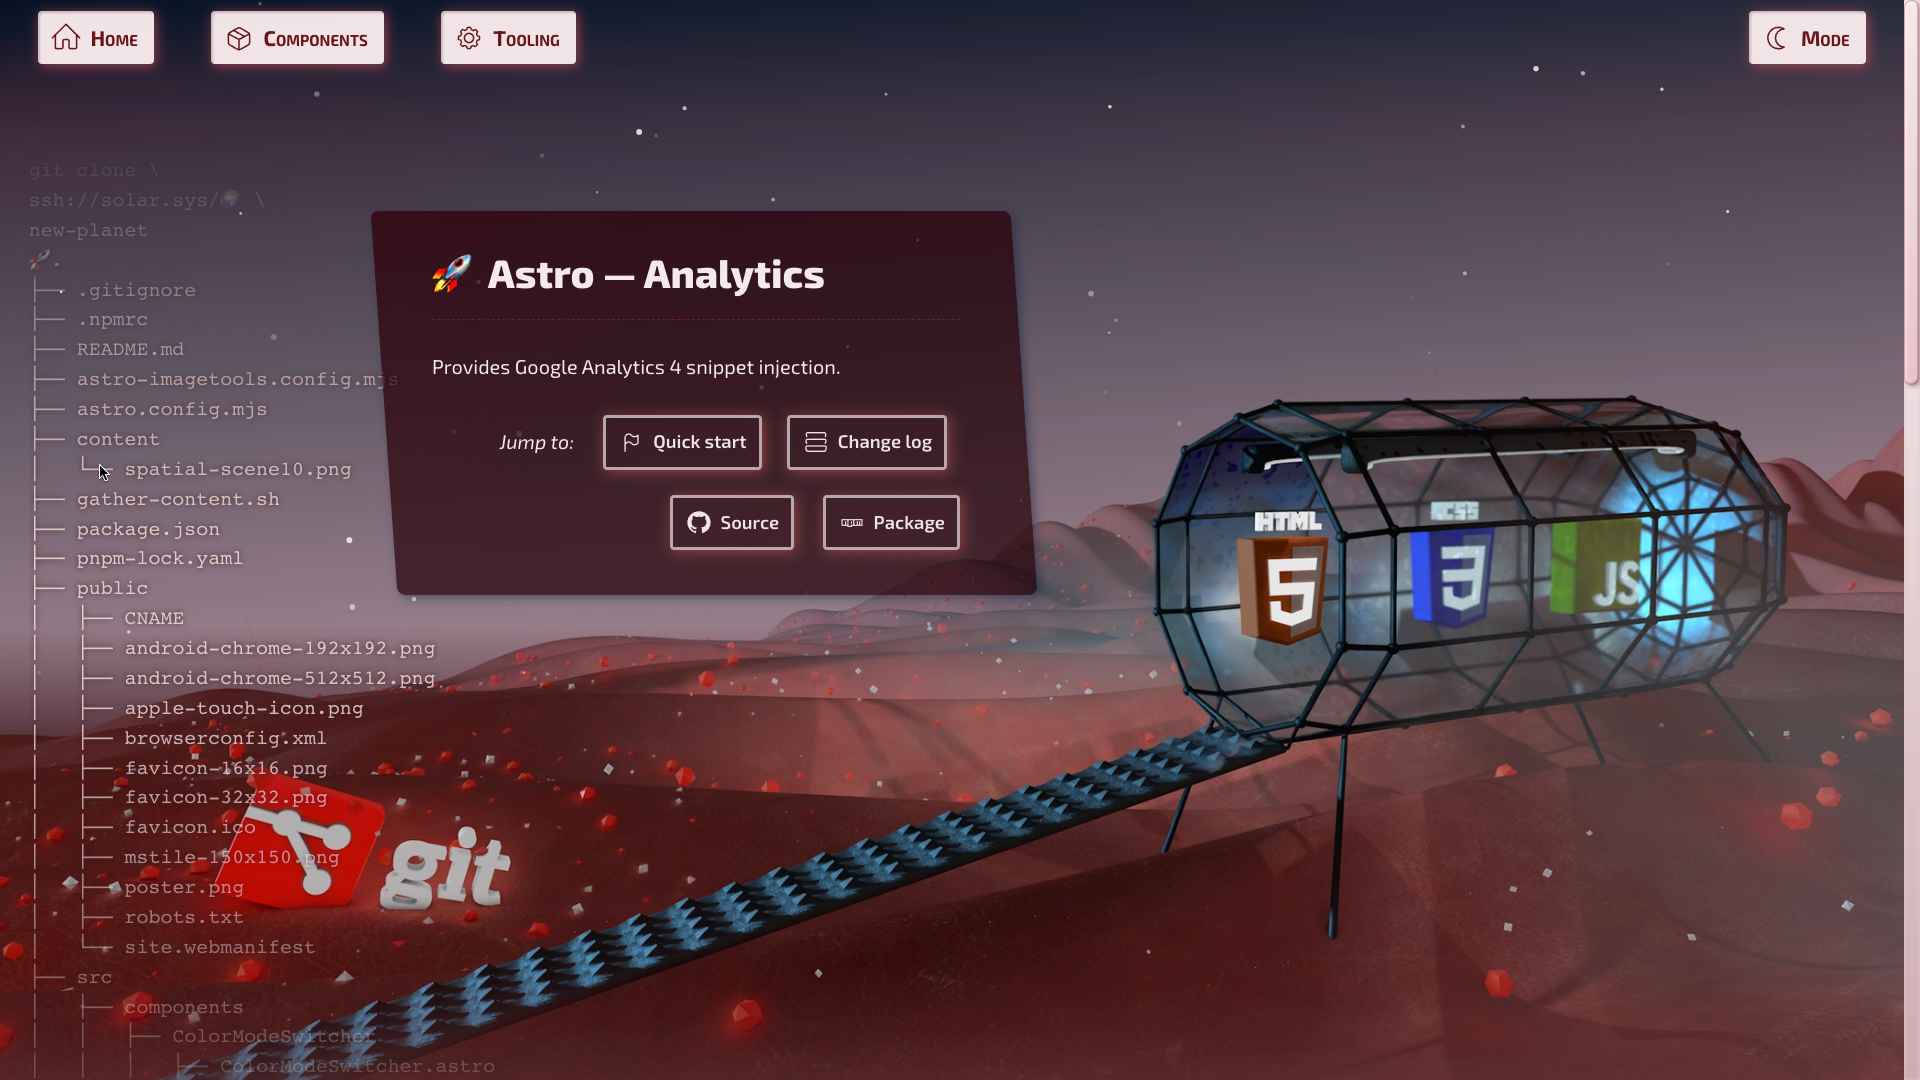 Home
Components
Tooling
Mode
git clone \
ssh://solar.sys/🌍 \
new-planet
🚀.
├── .gitignore
├── .npmrc
├── README.md
├── astro-imagetools.config.mjs
├── astro.config.mjs
├── content
│   └── spatial-scene10.png
├── gather-content.sh
├── package.json
├── pnpm-lock.yaml
├── public
│   ├── CNAME
│   ├── android-chrome-192x192.png
│   ├── android-chrome-512x512.png
│   ├── apple-touch-icon.png
│   ├── browserconfig.xml
│   ├── favicon-16x16.png
│   ├── favicon-32x32.png
│   ├── favicon.ico
│   ├── mstile-150x150.png
│   ├── poster.png
│   ├── robots.txt
│   └── site.webmanifest
├── src
│   ├── components
│   │   ├── ColorModeSwitcher
│   │   │   ├── ColorModeSwitcher.astro
🚀 Astro — Analytics
Provides Google Analytics 4 snippet injection.
Jump to:
Quick start
Change log
Source
Package
HTML
5
CSS
3
JS
git